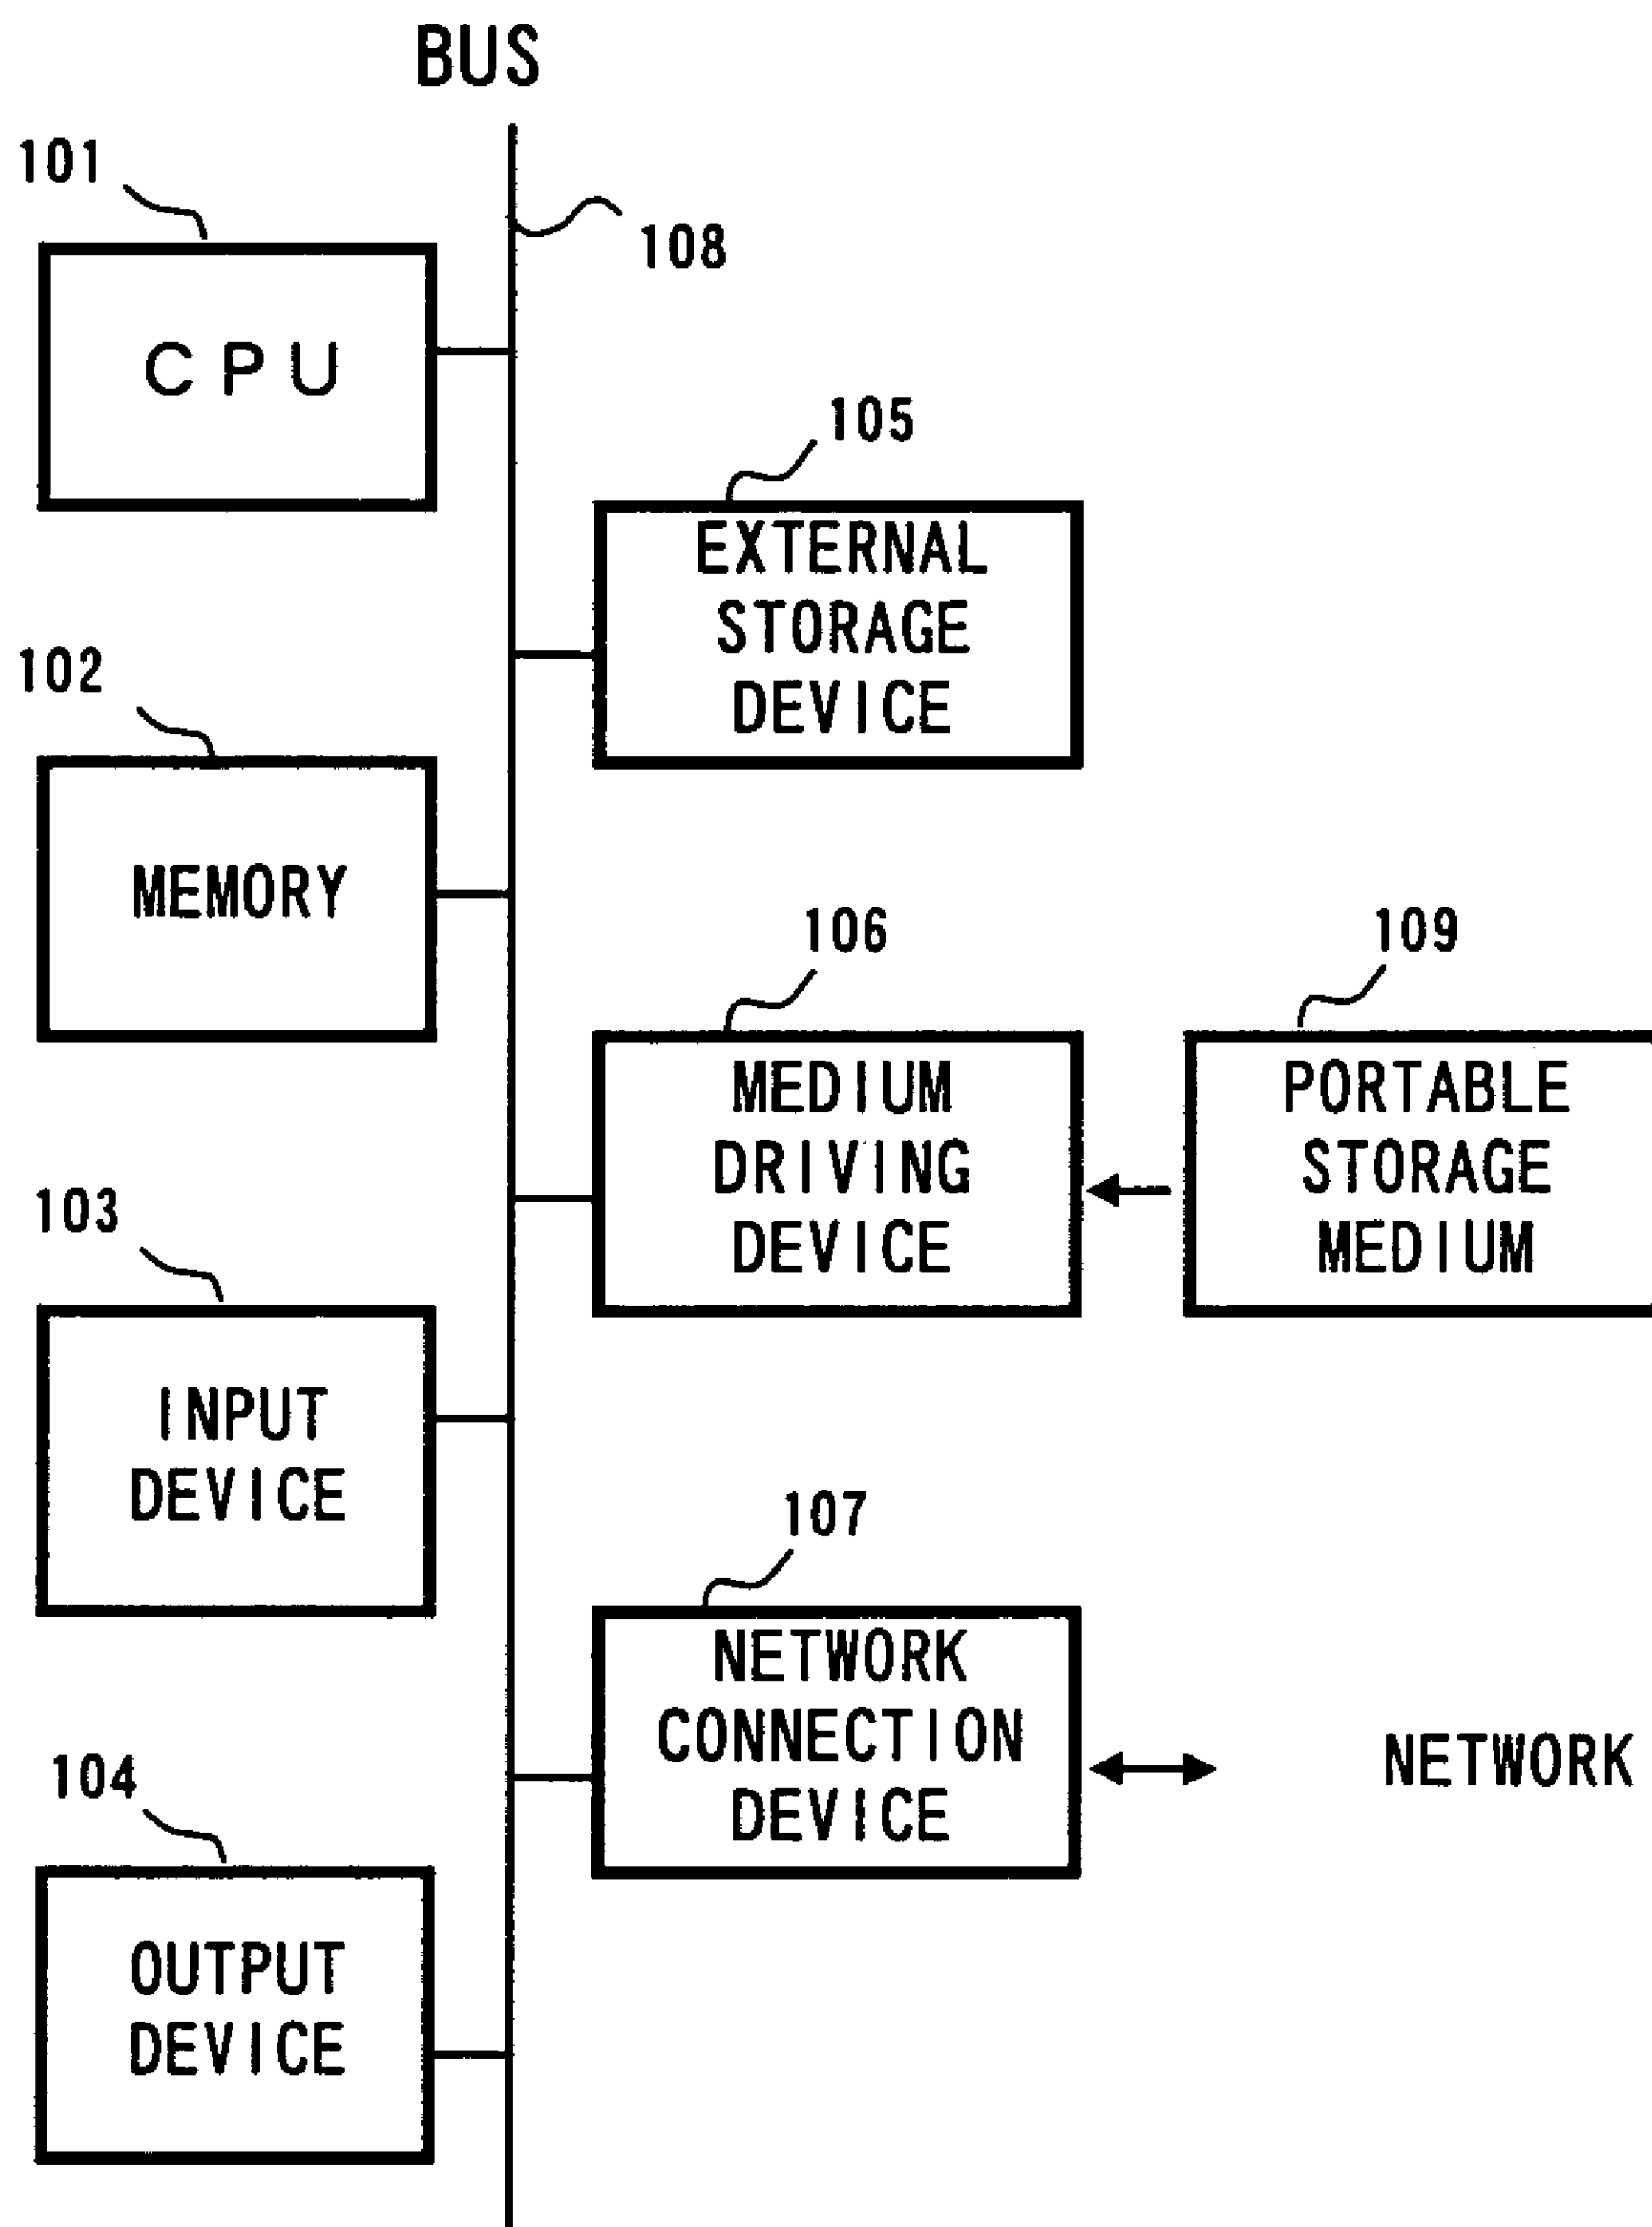 BUS
101
108
CPU
105
EXTERNAL
STORAGE
DEVICE
102
MEMORY
106
109
MEDIUM
DRIVING
DEVICE
PORTABLE
STORAGE
MEDIUM
103
INPUT
DEVICE
107
NETWORK
CONNECTION
DEVICE
NETWORK
104
OUTPUT
DEVICE